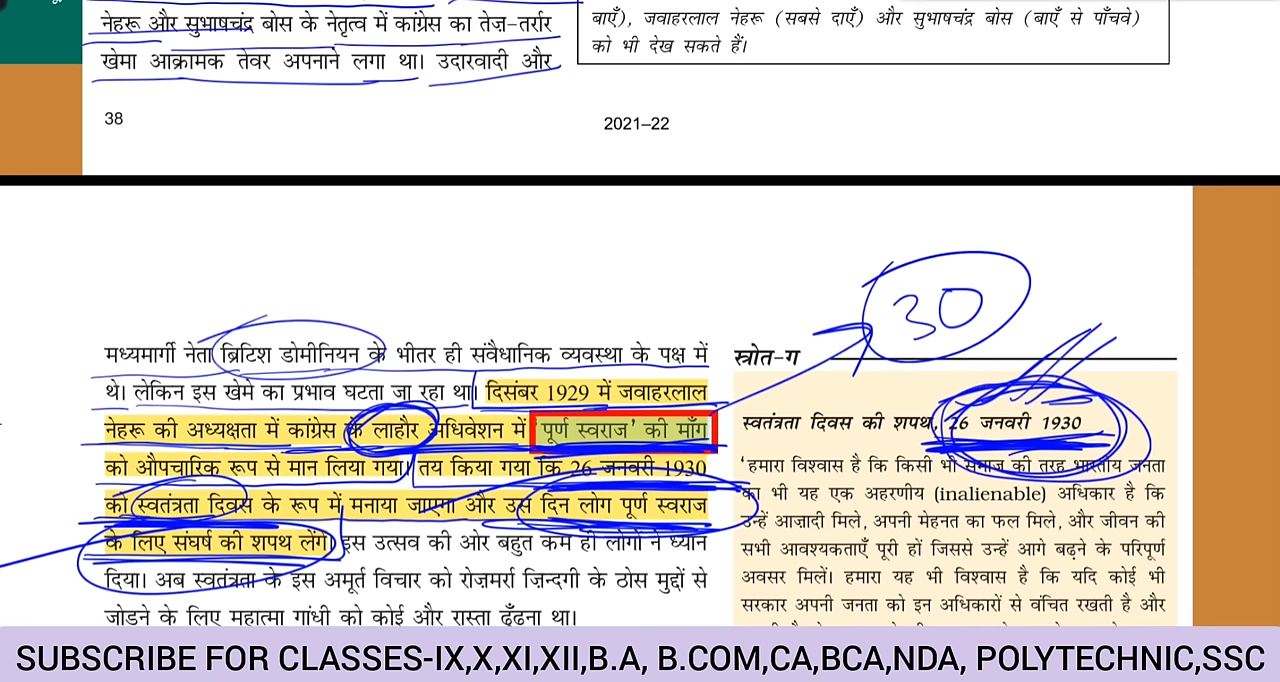 नेहरू और सुभाषचंद्र बोस के नेतृत्व में कांग्रेस का तेज़-तर्रार
खेमा आक्रामक तेवर अपनाने लगा था। उदारवादी और
बाएँ), जवाहरलाल नेहरू (सबसे दाएँ) और सुभाषचंद्र बोस (बाएँ से पाँचवे)
को भी देख सकते हैं।
38
2021–22
मध्यमार्गी नेता ब्रिटिश डोमीनियन के भीतर ही संवैधानिक व्यवस्था के पक्ष में
थे। लेकिन इस खेमे का प्रभाव घटता जा रहा था। दिसंबर 1929 में जवाहरलाल
नेहरू की अध्यक्षता में कांग्रेस के लाहौर अधिवेशन में 'पूर्ण स्वराज' की माँग
को औपचारिक रूप से मान लिया गया। तय किया गया कि 26 जनवरी 1930
को स्वतंत्रता दिवस के रूप में मनाया जाएगा और उस दिन लोग पूर्ण स्वराज
के लिए संघर्ष की शपथ लेंगे। इस उत्सव की ओर बहुत कम ही लोगों ने ध्यान
दिया। अब स्वतंत्रता के इस अमूर्त विचार को रोज़मर्रा ज़िन्दगी के ठोस मुद्दों से
जोड़ने के लिए महात्मा गांधी को कोई और रास्ता ढूँढ़ना था।
30
स्रोत-ग
स्वतंत्रता दिवस की शपथ, 26 जनवरी 1930
'हमारा विश्वास है कि किसी भी समाज की तरह भारतीय जनता
का भी यह एक अहरणीय (inalienable) अधिकार है कि
उन्हें आज़ादी मिले, अपनी मेहनत का फल मिले, और जीवन की
सभी आवश्यकताएँ पूरी हों जिससे उन्हें आगे बढ़ने के परिपूर्ण
अवसर मिलें। हमारा यह भी विश्वास है कि यदि कोई भी
सरकार अपनी जनता को इन अधिकारों से वंचित रखती है और
SUBSCRIBE FOR CLASSES-IX,X,XI,XII,B.A, B.COM,CA,BCA,NDA, POLYTECHNIC,SSC